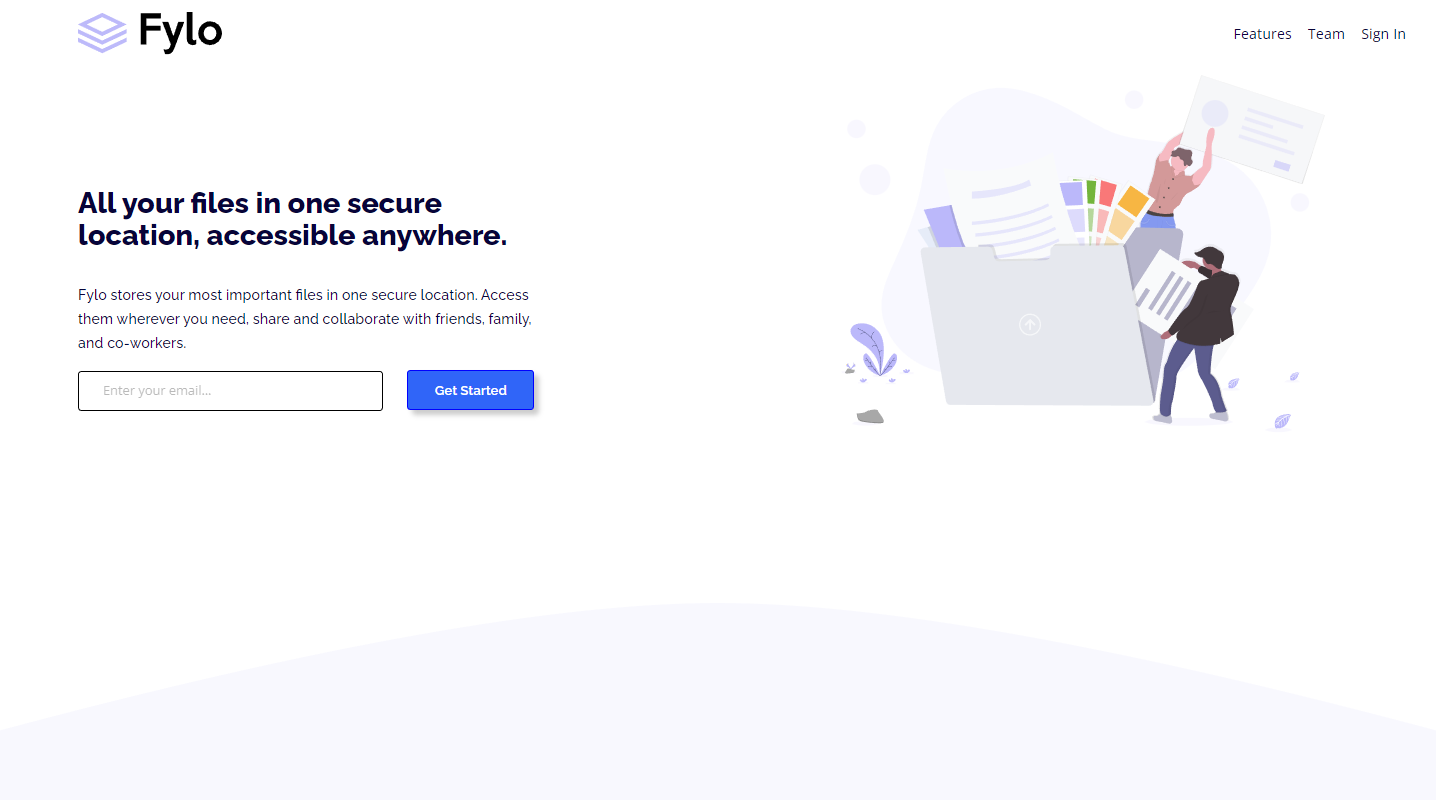 Fylo
Features Team Sign In
All your files in one secure
location, accessible anywhere.
Fylo stores your most important files in one secure location. Access
them wherever you need, share and collaborate with friends, family,
and co-workers.
Enter your email...
Get Started